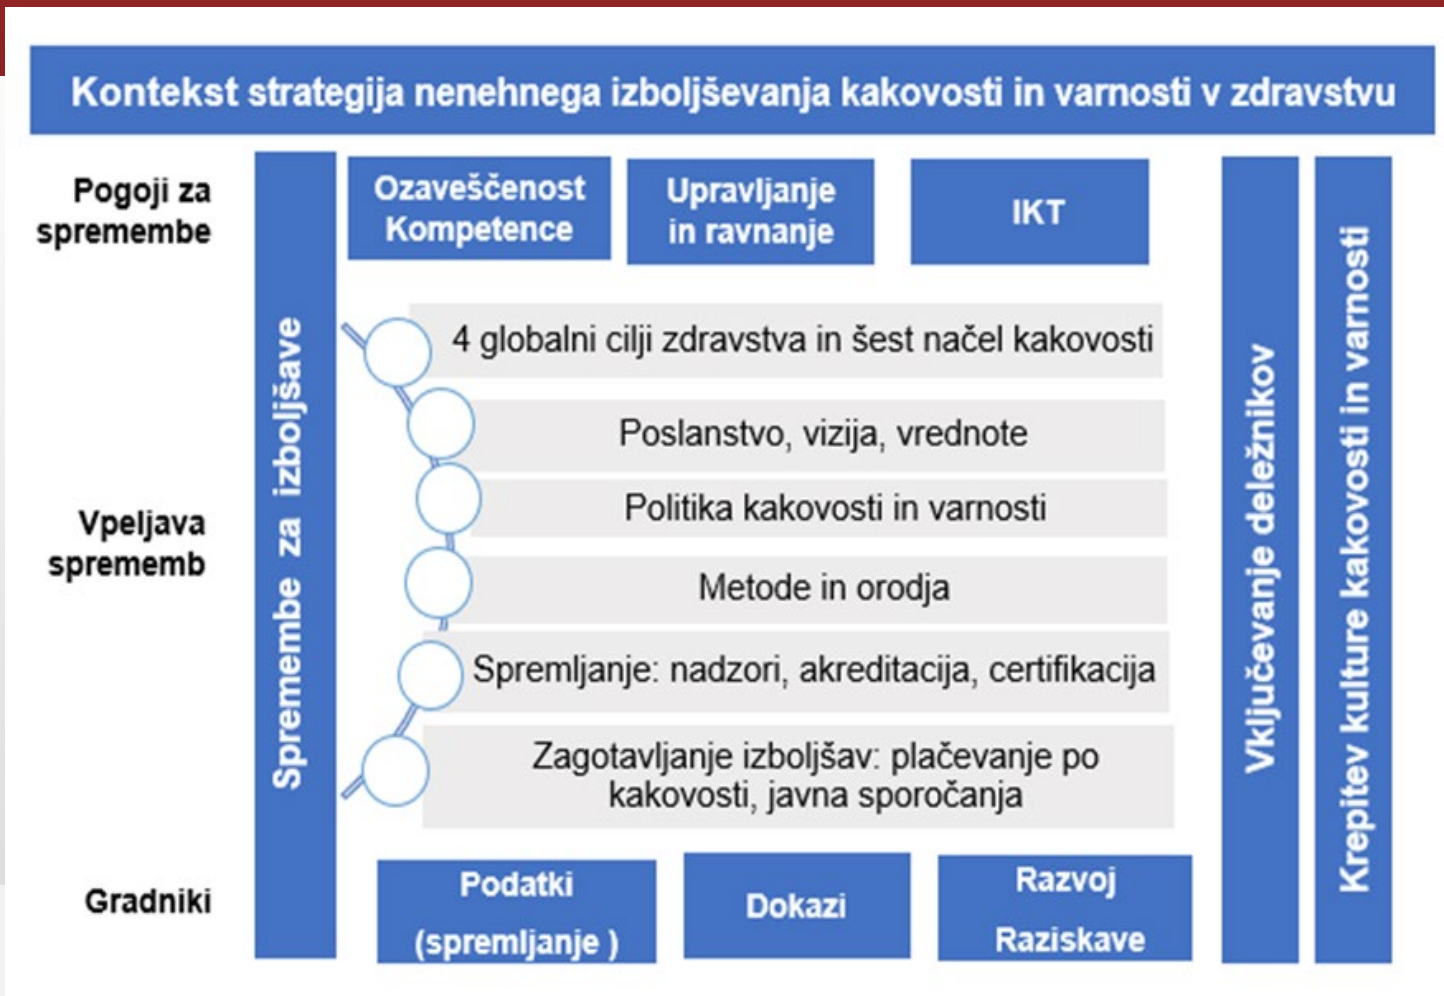 Kontekst strategija nenehnega izboljševanja kakovosti in varnosti v zdravstvu
Pogoji za
spremembe
Ozaveščenost
Kompetence
Upravljanje
in ravnanje
IKT
Spremembe za izboljšave
Vpeljava
sprememb
4 globalni cilji zdravstva in šest načel kakovosti
Poslanstvo, vizija, vrednote
Politika kakovosti in varnosti
Metode in orodja
Spremljanje: nadzori, akreditacija, certifikacija
Zagotavljanje izboljšav: plačevanje po
kakovosti, javna sporočanja
Vključevanje deležnikov
Krepitev kulture kakovosti in varnosti
Gradniki
Podatki
(spremljanje )
Dokazi
Razvoj
Raziskave